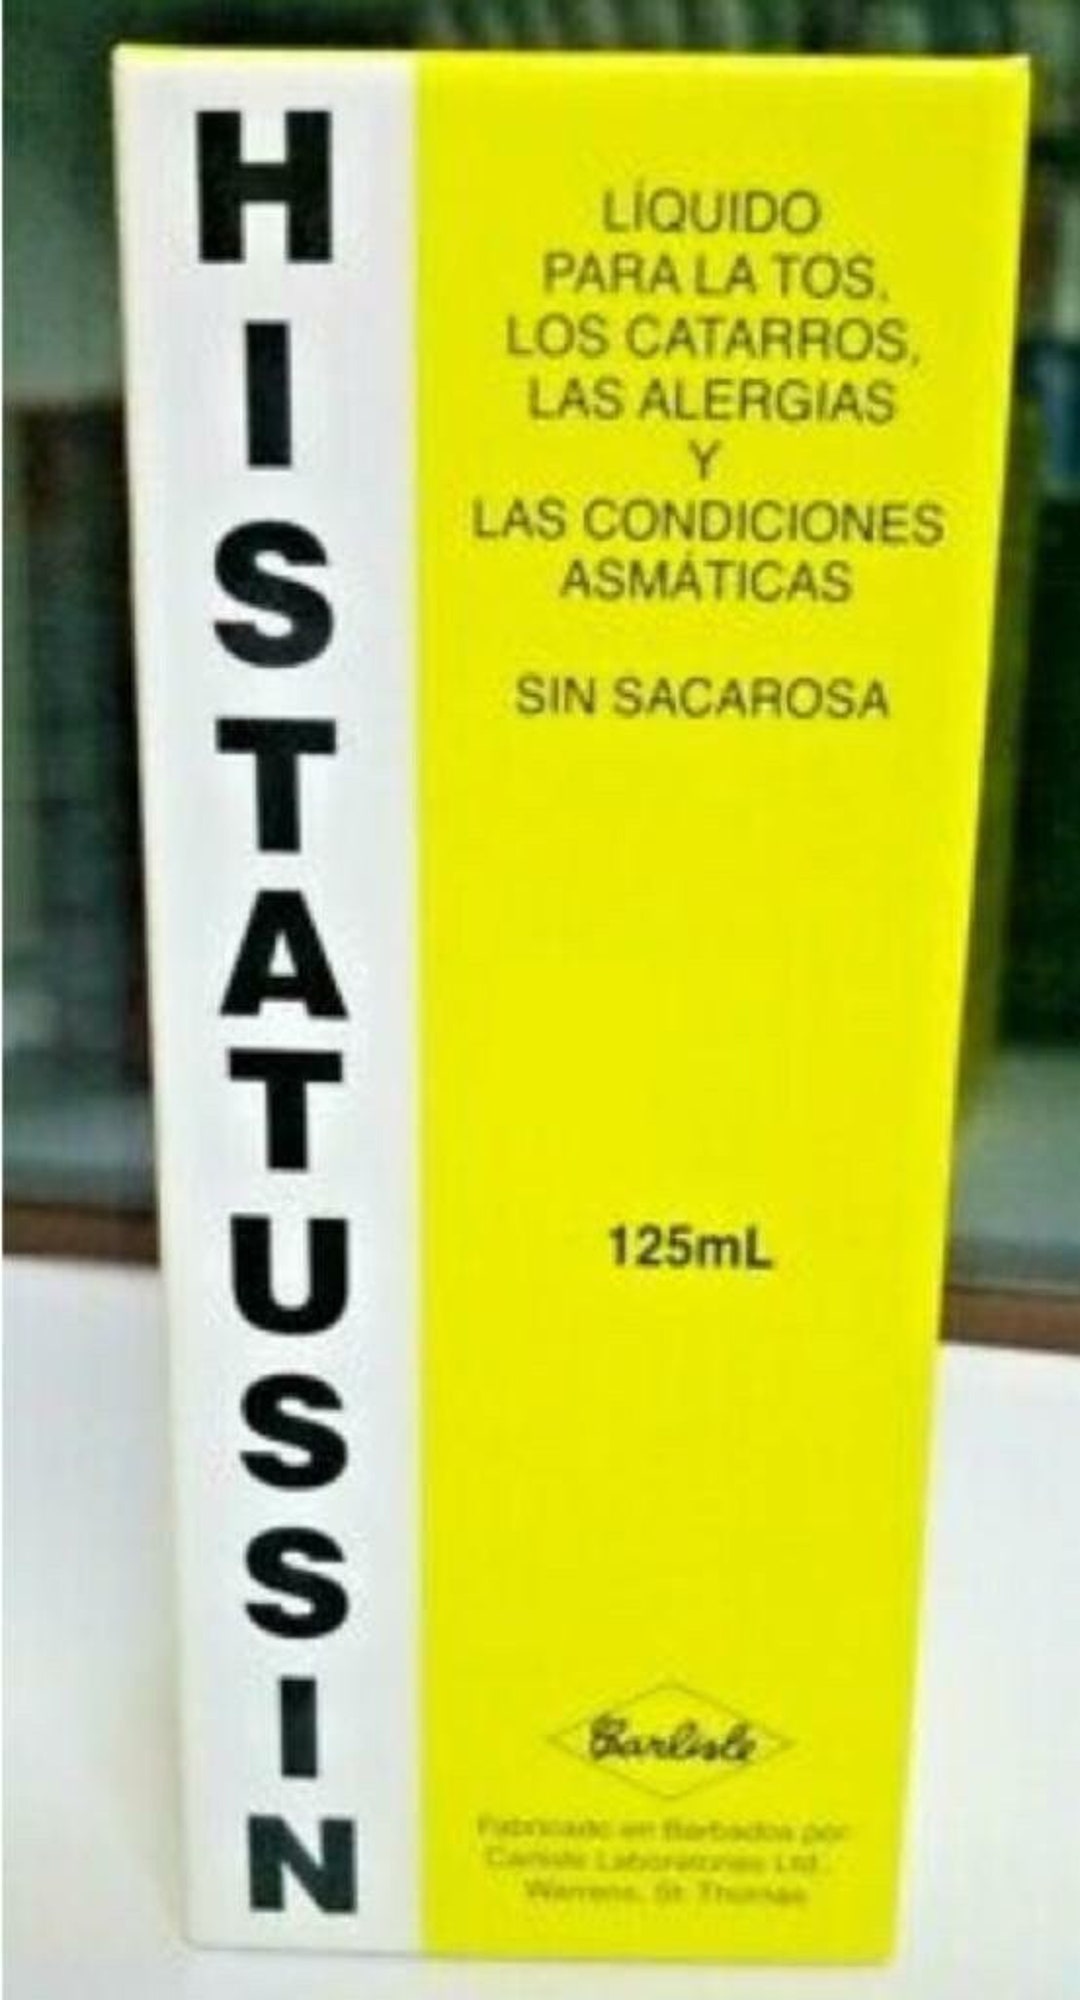 HISTATUSSIN
LÍQUIDO
PARA LA TOS,
LOS CATARROS,
LAS ALERGIAS
Y
LAS CONDICIONES
ASMÁTICAS
SIN SACAROSA
125mL
Carlisle
Fabricado en Barbados por
Carlisle Laboratories Ltd.,
Warrens, St. Thomas